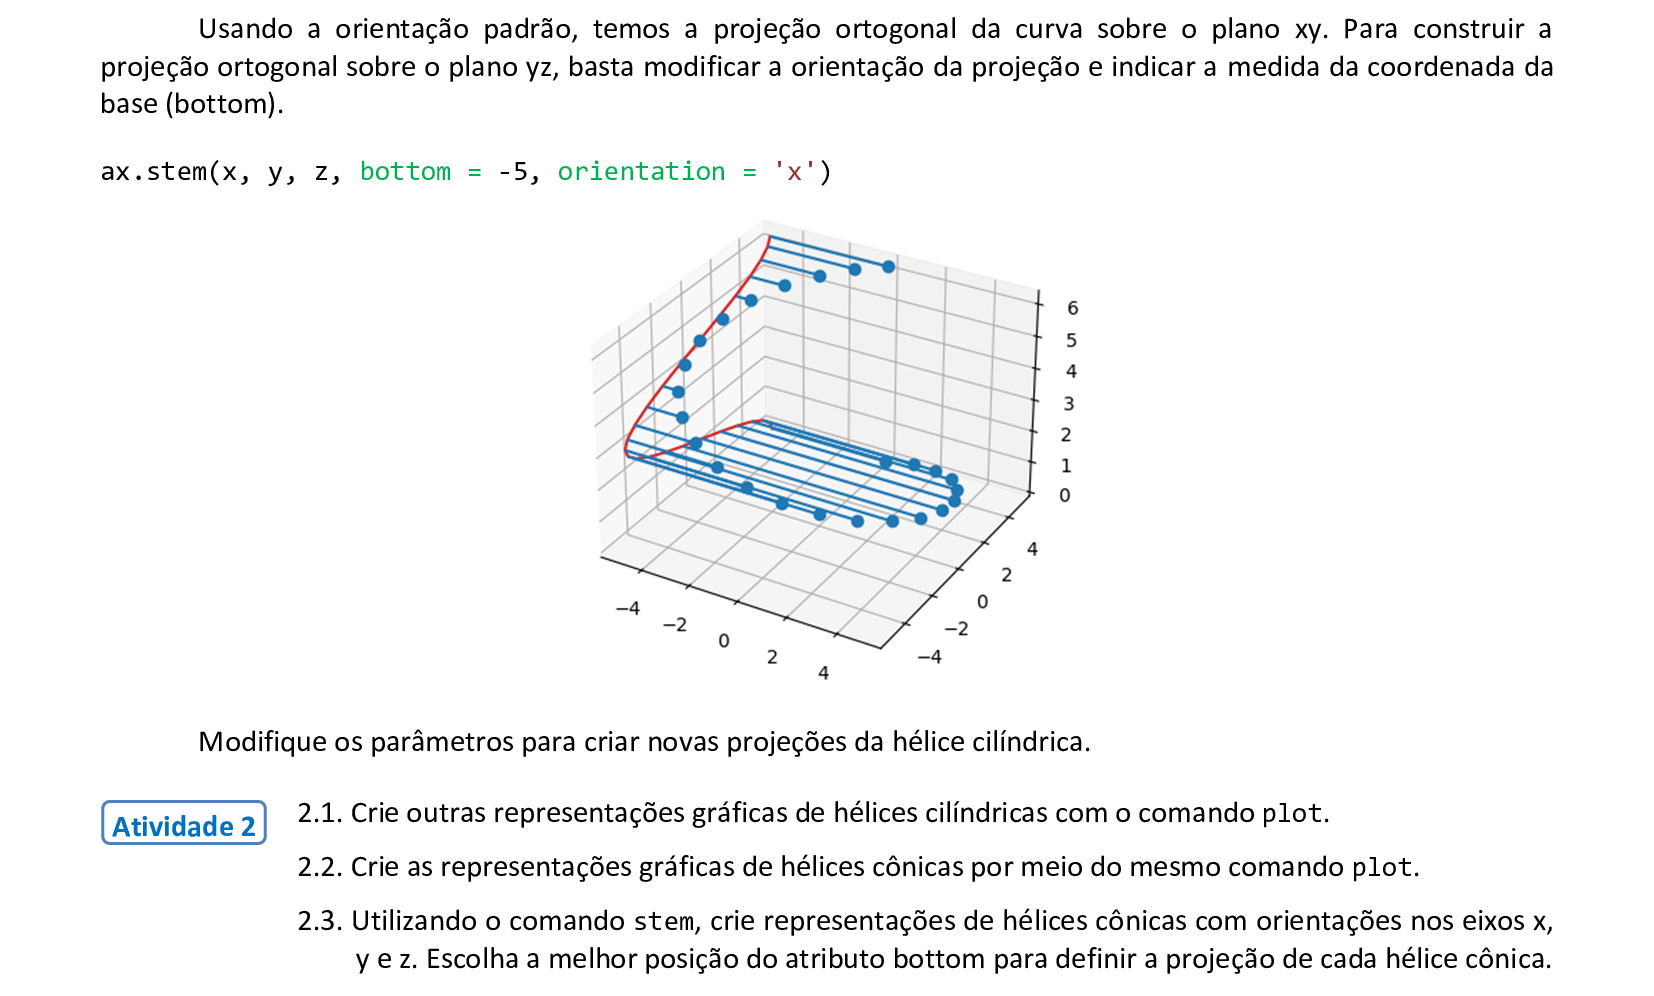 Usando a orientação padrão, temos a projeção ortogonal da curva sobre o plano xy. Para construir a
projeção ortogonal sobre o plano yz, basta modificar a orientação da projeção e indicar a medida da coordenada da
base (bottom).
ax.stem(x, y, z, bottom = -5, orientation = 'x')
6
5
4
3
2
1
0
4
2
0
−2
−4
−4
−2
0
2
4
Modifique os parâmetros para criar novas projeções da hélice cilíndrica.
Atividade 2
2.1. Crie outras representações gráficas de hélices cilíndricas com o comando plot.
2.2. Crie as representações gráficas de hélices cônicas por meio do mesmo comando plot.
2.3. Utilizando o comando stem, crie representações de hélices cônicas com orientações nos eixos x,
y e z. Escolha a melhor posição do atributo bottom para definir a projeção de cada hélice cônica.